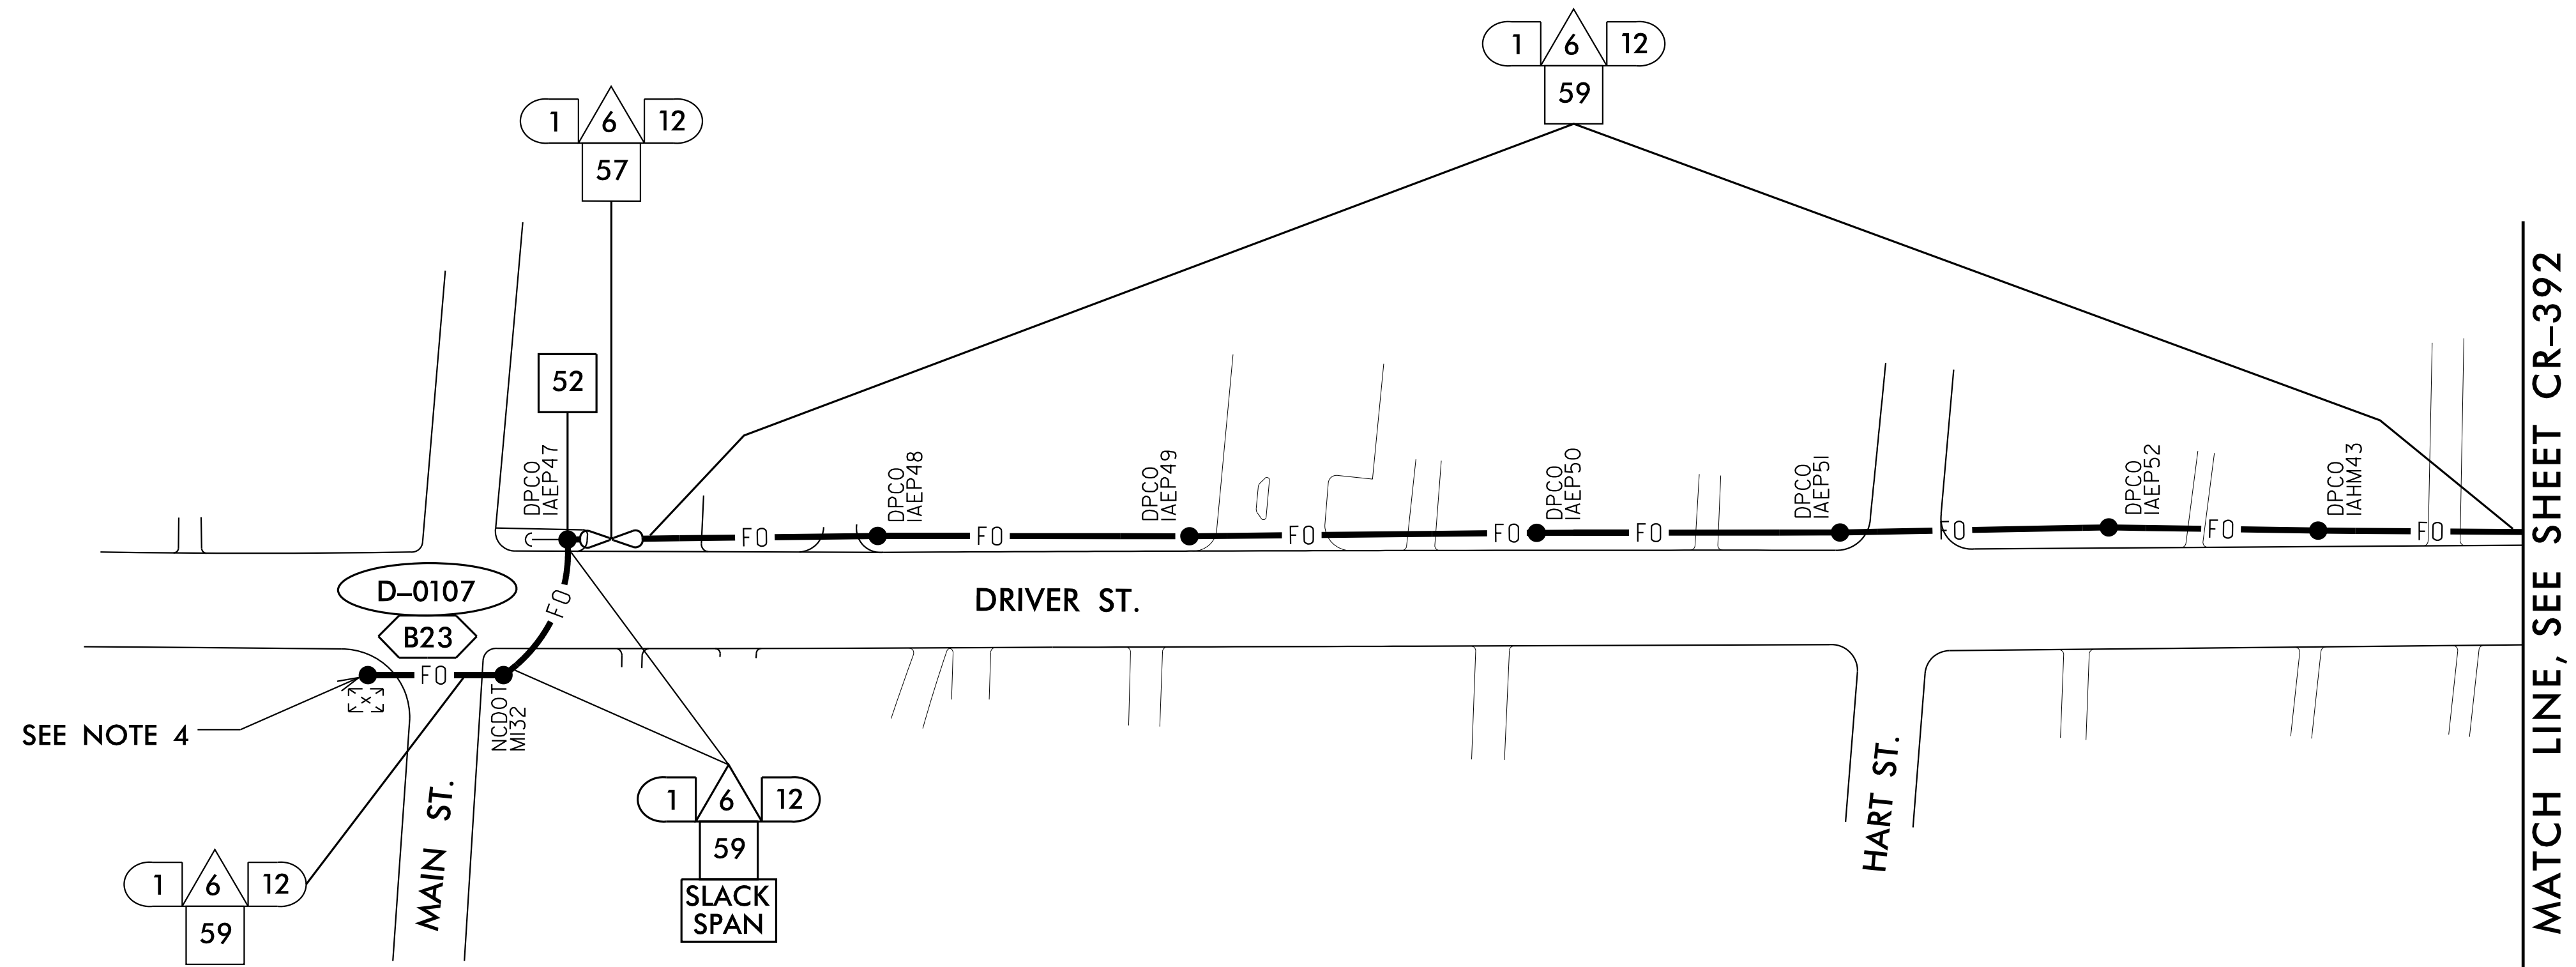 1 6 12
59
1 6 12
57
52
DPCO
IAEP47
DPCO
IAEP48
DPCO
IAEP49
DPCO
IAEP50
DPCO
IAEP51
DPCO
IAEP52
DPCO
IAHM43
FO FO FO FO FO FO FO FO
D-0107
B23
FO
FO
DRIVER ST.
SEE NOTE 4
X
NCDOT
MI32
MAIN ST.
HART ST.
1 6 12
59
SLACK
SPAN
1 6 12
59
MATCH LINE, SEE SHEET CR-392